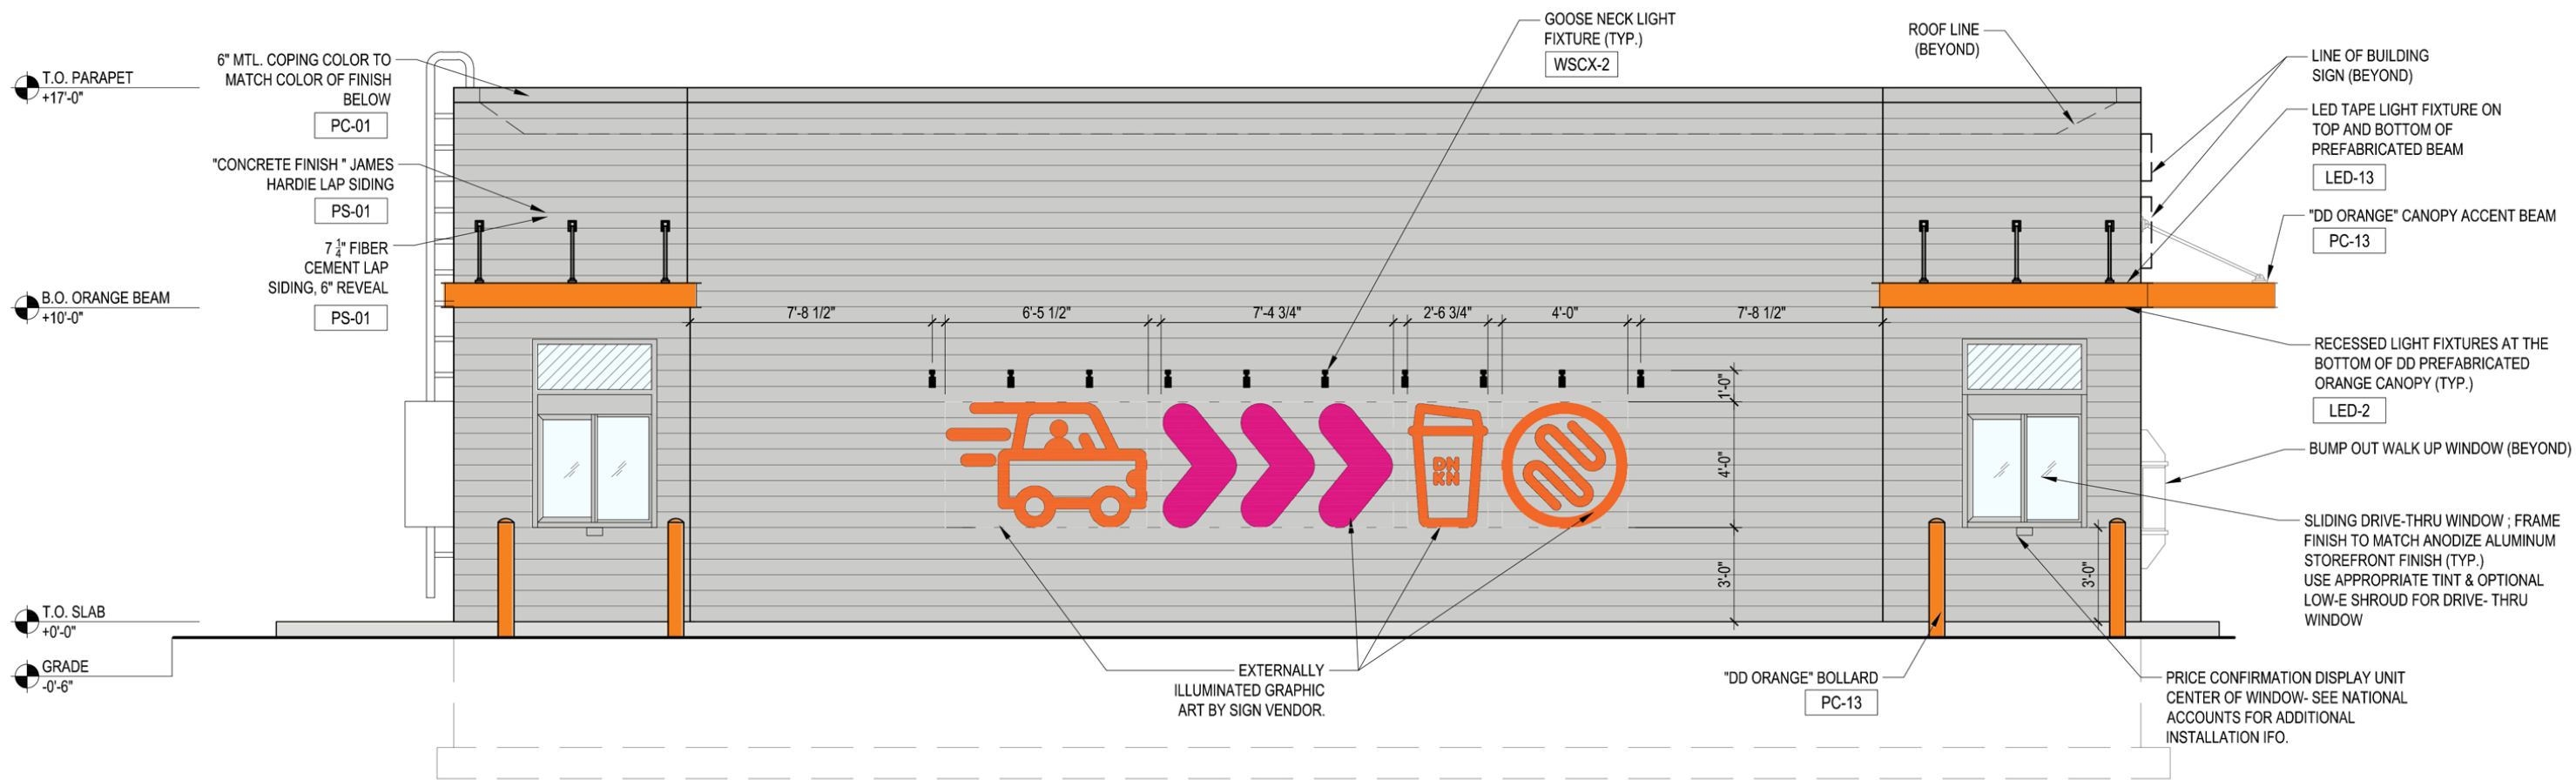 T.O. PARAPET
+17'-0"
B.O. ORANGE BEAM
+10'-0"
T.O. SLAB
+0'-0"
GRADE
-0'-6"
6" MTL. COPING COLOR TO
MATCH COLOR OF FINISH
BELOW
PC-01
"CONCRETE FINISH " JAMES
HARDIE LAP SIDING
PS-01
7 1/4" FIBER
CEMENT LAP
SIDING, 6" REVEAL
PS-01
GOOSE NECK LIGHT
FIXTURE (TYP.)
WSCX-2
ROOF LINE
(BEYOND)
7'-8 1/2"
6'-5 1/2"
7'-4 3/4"
2'-6 3/4"
4'-0"
7'-8 1/2"
1'-0"
4'-0"
3'-0"
3'-0"
DN
KN
EXTERNALLY
ILLUMINATED GRAPHIC
ART BY SIGN VENDOR.
"DD ORANGE" BOLLARD
PC-13
LINE OF BUILDING
SIGN (BEYOND)
LED TAPE LIGHT FIXTURE ON
TOP AND BOTTOM OF
PREFABRICATED BEAM
LED-13
"DD ORANGE" CANOPY ACCENT BEAM
PC-13
RECESSED LIGHT FIXTURES AT THE
BOTTOM OF DD PREFABRICATED
ORANGE CANOPY (TYP.)
LED-2
BUMP OUT WALK UP WINDOW (BEYOND)
SLIDING DRIVE-THRU WINDOW ; FRAME
FINISH TO MATCH ANODIZE ALUMINUM
STOREFRONT FINISH (TYP.)
USE APPROPRIATE TINT & OPTIONAL
LOW-E SHROUD FOR DRIVE- THRU
WINDOW
PRICE CONFIRMATION DISPLAY UNIT
CENTER OF WINDOW- SEE NATIONAL
ACCOUNTS FOR ADDITIONAL
INSTALLATION IFO.